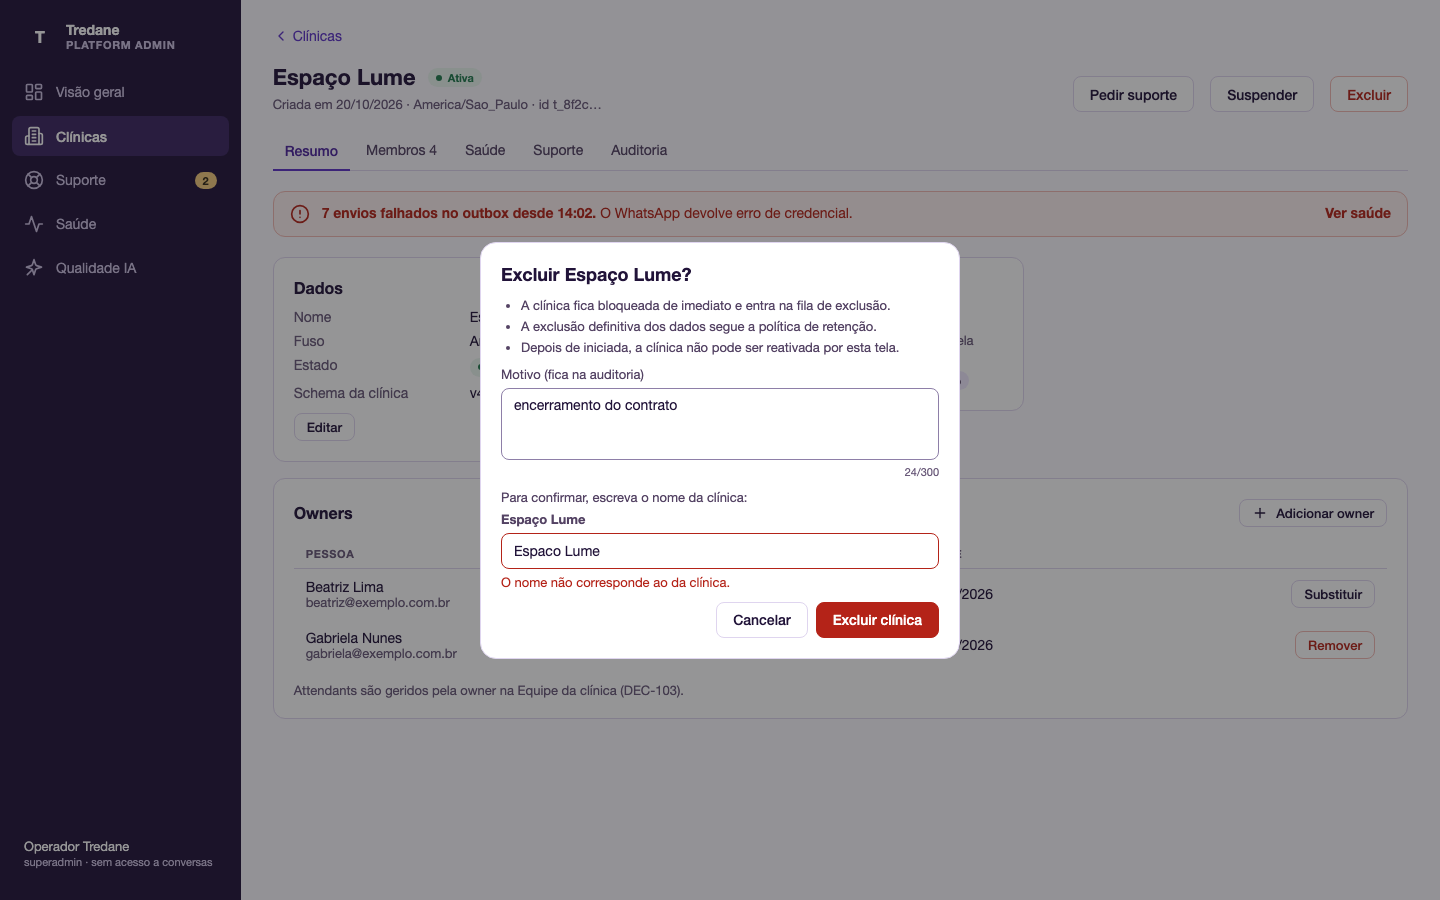 T
Tredane
PLATFORM ADMIN
Visão geral
Clínicas
Suporte
2
Saúde
Qualidade IA
Operador Tredane
superadmin · sem acesso a conversas
Clínicas
Espaço Lume
Ativa
Criada em 20/10/2026 · America/Sao_Paulo · id t_8f2c…
Pedir suporte
Suspender
Excluir
Resumo
Membros 4
Saúde
Suporte
Auditoria
7 envios falhados no outbox desde 14:02. O WhatsApp devolve erro de credencial.
Ver saúde
Dados
Nome
Fuso
Estado
Schema da clínica
Editar
Excluir Espaço Lume?
A clínica fica bloqueada de imediato e entra na fila de exclusão.
A exclusão definitiva dos dados segue a política de retenção.
Depois de iniciada, a clínica não pode ser reativada por esta tela.
Motivo (fica na auditoria)
encerramento do contrato
24/300
Para confirmar, escreva o nome da clínica:
Espaço Lume
Espaco Lume
O nome não corresponde ao da clínica.
Cancelar
Excluir clínica
Owners
Adicionar owner
PESSOA
Beatriz Lima
beatriz@exemplo.com.br
/2026
Substituir
Gabriela Nunes
gabriela@exemplo.com.br
/2026
Remover
Attendants são geridos pela owner na Equipe da clínica (DEC-103).